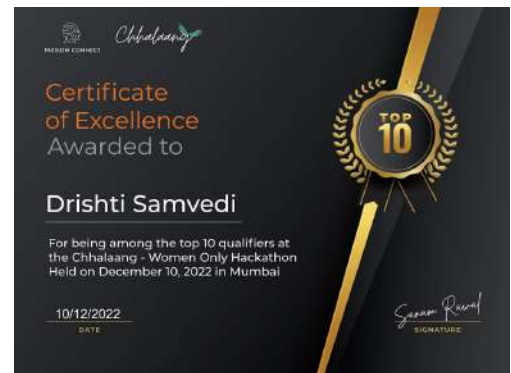 PASSION CONNECT
Chhalaang
Certificate
of Excellence
Awarded to
TOP
10
Drishti Samvedi
For being among the top 10 qualifiers at
the Chhalaang - Women Only Hackathon
Held on December 10, 2022 in Mumbai
10/12/2022
DATE
SIGNATURE